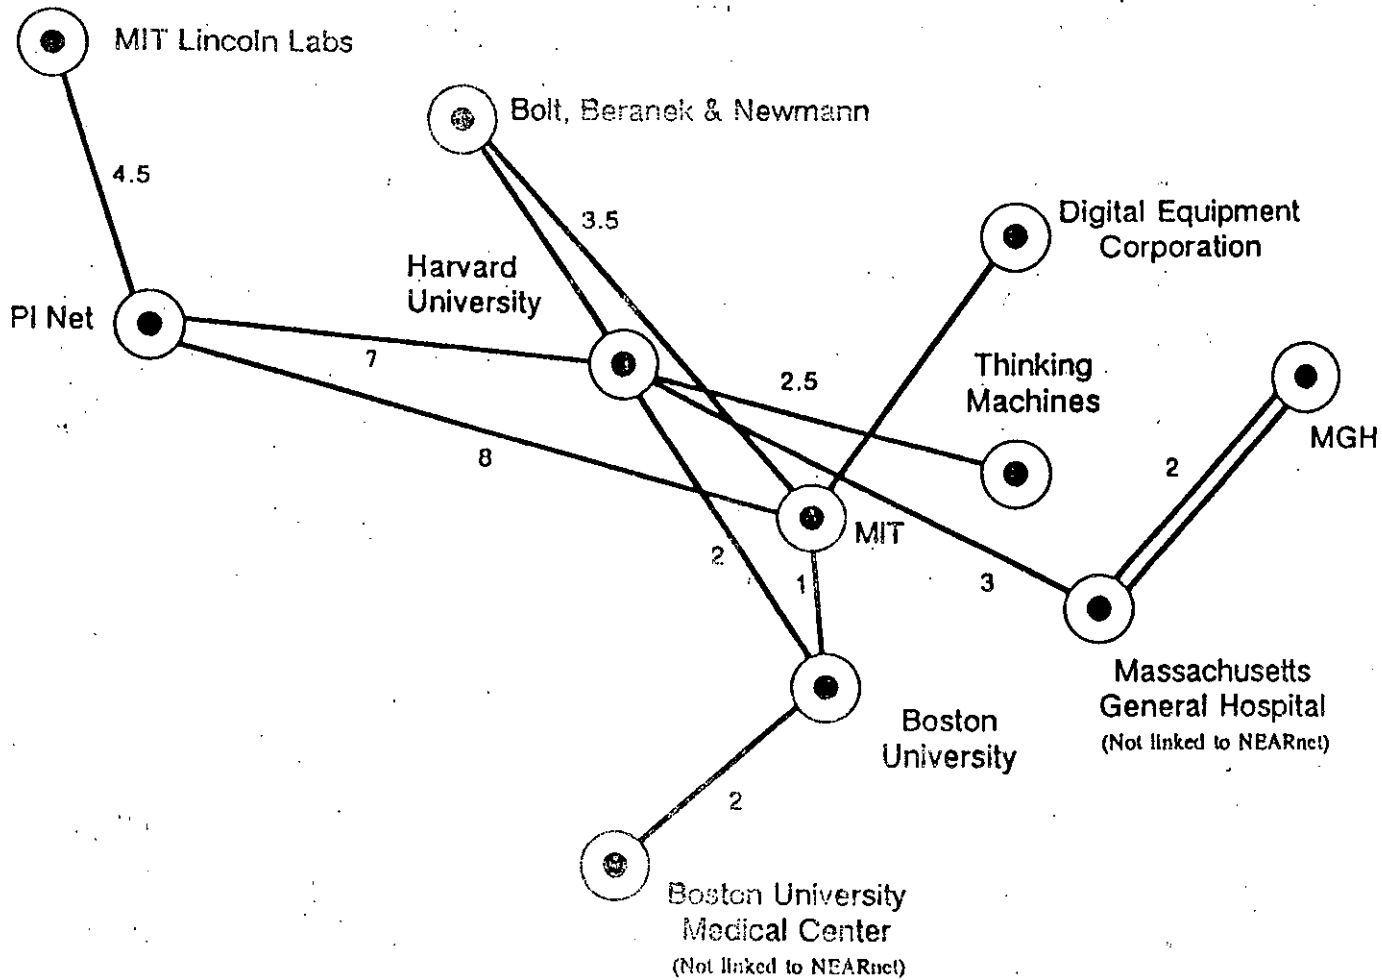 MIT Lincoln Labs
Bolt, Beranek & Newmann
4.5
3.5
Digital Equipment
Corporation
Harvard
University
PI Net
7
2.5
Thinking
Machines
MGH
8
2
MIT
2
1
3
Massachusetts
General Hospital
(Not linked to NEARnet)
Boston
University
2
Boston University
Medical Center
(Not linked to NEARnet)